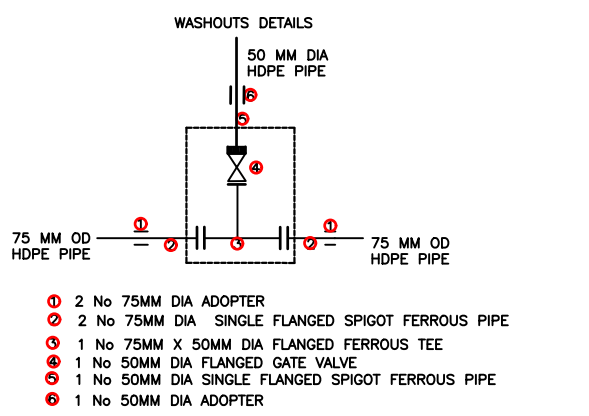 WASHOUTS DETAILS
50 MM DIA
HDPE PIPE
6
5
4
1
1
75 MM OD
HDPE PIPE
2
3
2
75 MM OD
HDPE PIPE
1 2 No 75MM DIA ADOPTER
2 2 No 75MM DIA SINGLE FLANGED SPIGOT FERROUS PIPE
3 1 No 75MM X 50MM DIA FLANGED FERROUS TEE
4 1 No 50MM DIA FLANGED GATE VALVE
5 1 No 50MM DIA SINGLE FLANGED SPIGOT FERROUS PIPE
6 1 No 50MM DIA ADOPTER